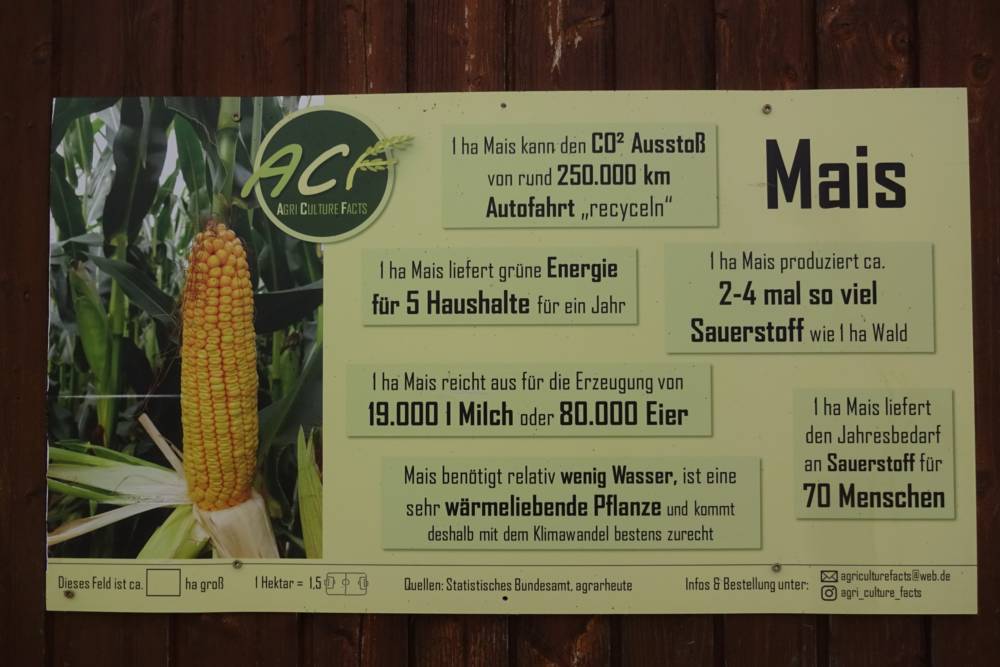 ACF
AGRI CULTURE FACTS
1 ha Mais kann den CO² Ausstoß
von rund 250.000 km
Autofahrt „recyceln“
Mais
1 ha Mais liefert grüne Energie
für 5 Haushalte für ein Jahr
1 ha Mais produziert ca.
2-4 mal so viel
Sauerstoff wie 1 ha Wald
1 ha Mais reicht aus für die Erzeugung von
19.000 l Milch oder 80.000 Eier
1 ha Mais liefert
den Jahresbedarf
an Sauerstoff für
70 Menschen
Mais benötigt relativ wenig Wasser, ist eine
sehr wärmeliebende Pflanze und kommt
deshalb mit dem Klimawandel bestens zurecht
Dieses Feld ist ca. ha groß
1 Hektar = 1,5
Quellen: Statistisches Bundesamt, agrarheute
Infos & Bestellung unter:
agriculturefacts@web.de
agri_culture_facts